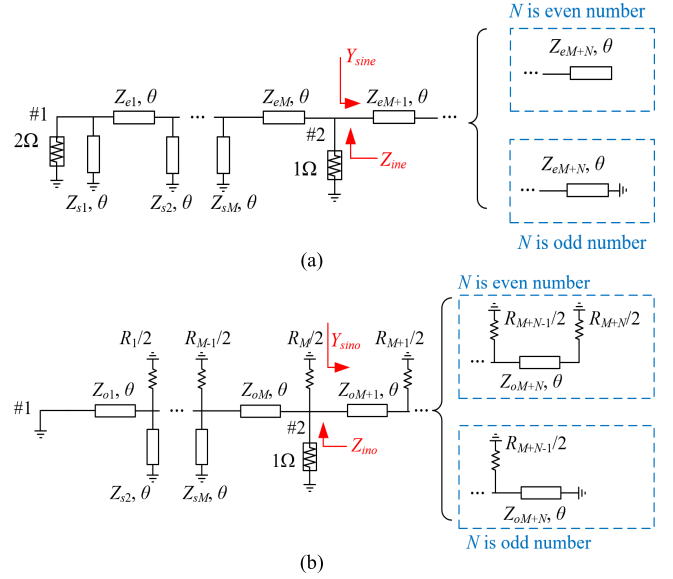 N is even number
Y_sine
Z_e1, θ
Z_eM, θ
Z_eM+1, θ
Z_eM+N, θ
#1
...
...
...
#2
2Ω
1Ω
Z_ine
Z_eM+N, θ
...
Z_s1, θ
Z_s2, θ
Z_sM, θ
N is odd number
(a)
N is even number
R_1/2
R_M-1/2
R_M/2
Y_sino
R_M+1/2
R_M+N-1/2
R_M+N/2
#1
Z_o1, θ
...
Z_oM, θ
Z_oM+1, θ
...
...
Z_oM+N, θ
#2
1Ω
Z_ino
R_M+N-1/2
Z_s2, θ
Z_sM, θ
...
Z_oM+N, θ
N is odd number
(b)